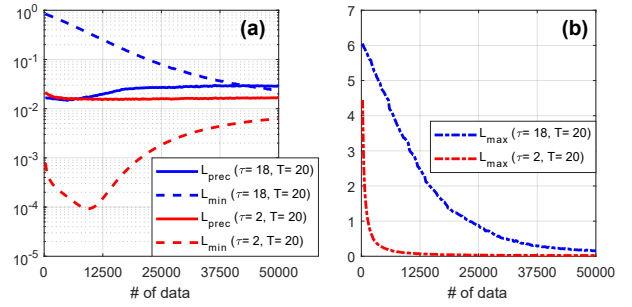 (a)
10^0
10^-1
10^-2
10^-3
10^-4
10^-5
L_prec (τ= 18, T= 20)
L_min (τ= 18, T= 20)
L_prec (τ= 2, T= 20)
L_min (τ= 2, T= 20)
0 12500 25000 37500 50000
# of data
(b)
7
6
5
4
3
2
1
0
L_max (τ= 18, T= 20)
L_max (τ= 2, T= 20)
0 12500 25000 37500 50000
# of data